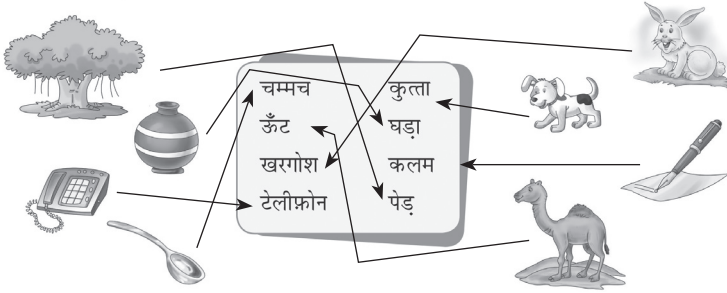 चम्मच कुत्ता
ऊँट घड़ा
खरगोश कलम
टेलीफ़ोन पेड़